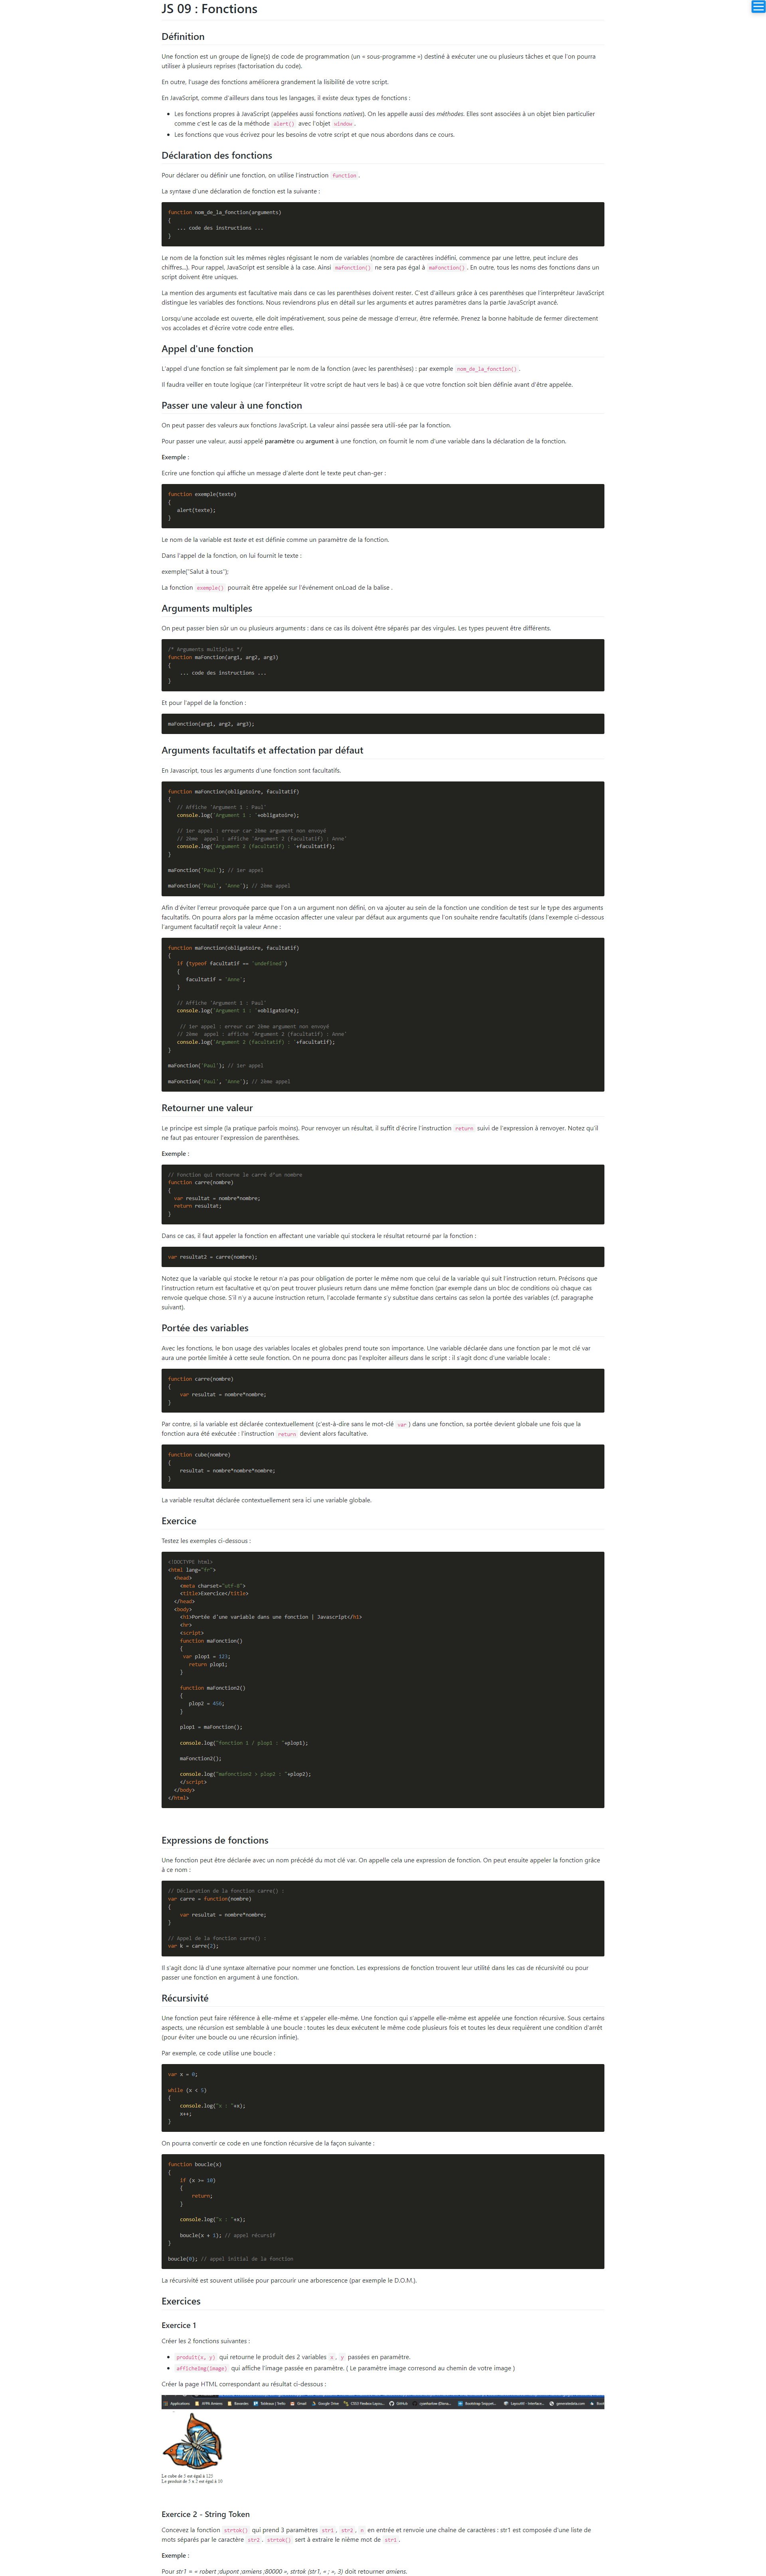 JS 09 : Fonctions
Définition
Une fonction est un groupe de ligne(s) de code de programmation (un « sous-programme ») destiné à exécuter une ou plusieurs tâches et que l'on pourra
utiliser à plusieurs reprises (factorisation du code).
En outre, l'usage des fonctions améliorera grandement la lisibilité de votre script.
En JavaScript, comme d'ailleurs dans tous les langages, il existe deux types de fonctions :
Les fonctions propres à JavaScript (appelées aussi fonctions natives). On les appelle aussi des méthodes. Elles sont associées à un objet bien particulier
comme c'est le cas de la méthode alert() avec l'objet window.
Les fonctions que vous écrivez pour les besoins de votre script et que nous abordons dans ce cours.
Déclaration des fonctions
Pour déclarer ou définir une fonction, on utilise l'instruction function.
La syntaxe d'une déclaration de fonction est la suivante :
function nom_de_la_fonction(arguments)
{
... code des instructions ...
}
Le nom de la fonction suit les mêmes règles régissant le nom de variables (nombre de caractères indéfini, commence par une lettre, peut inclure des
chiffres...). Pour rappel, JavaScript est sensible à la case. Ainsi mafonction() ne sera pas égal à maFonction(). En outre, tous les noms des fonctions dans un
script doivent être uniques.
La mention des arguments est facultative mais dans ce cas les parenthèses doivent rester. C'est d'ailleurs grâce à ces parenthèses que l'interpréteur JavaScript
distingue les variables des fonctions. Nous reviendrons plus en détail sur les arguments et autres paramètres dans la partie JavaScript avancé.
Lorsqu'une accolade est ouverte, elle doit impérativement, sous peine de message d'erreur, être refermée. Prenez la bonne habitude de fermer directement
vos accolades et d'écrire votre code entre elles.
Appel d'une fonction
L'appel d'une fonction se fait simplement par le nom de la fonction (avec les parenthèses) : par exemple nom_de_la_fonction().
Il faudra veiller en toute logique (car l'interpréteur lit votre script de haut vers le bas) à ce que votre fonction soit bien définie avant d'être appelée.
Passer une valeur à une fonction
On peut passer des valeurs aux fonctions JavaScript. La valeur ainsi passée sera utili-sée par la fonction.
Pour passer une valeur, aussi appelé paramètre ou argument à une fonction, on fournit le nom d'une variable dans la déclaration de la fonction.
Exemple :
Ecrire une fonction qui affiche un message d'alerte dont le texte peut chan-ger :
function exemple(texte)
{
alert(texte);
}
Le nom de la variable est texte et est définie comme un paramètre de la fonction.
Dans l'appel de la fonction, on lui fournit le texte :
exemple("Salut à tous");
La fonction exemple() pourrait être appelée sur l'événement onLoad de la balise .
Arguments multiples
On peut passer bien sûr un ou plusieurs arguments : dans ce cas ils doivent être séparés par des virgules. Les types peuvent être différents.
/* Arguments multiples */
function maFonction(arg1, arg2, arg3)
{
... code des instructions ...
}
Et pour l'appel de la fonction :
maFonction(arg1, arg2, arg3);
Arguments facultatifs et affectation par défaut
En Javascript, tous les arguments d'une fonction sont facultatifs.
function maFonction(obligatoire, facultatif)
{
// Affiche 'Argument 1 : Paul'
console.log('Argument 1 : '+obligatoire);
// 1er appel : erreur car 2ème argument non envoyé
// 2ème appel : affiche 'Argument 2 (facultatif) : Anne'
console.log('Argument 2 (facultatif) : '+facultatif);
}
maFonction('Paul'); // 1er appel
maFonction('Paul', 'Anne'); // 2ème appel
Afin d'éviter l'erreur provoquée parce que l'on a un argument non défini, on va ajouter au sein de la fonction une condition de test sur le type des arguments
facultatifs. On pourra alors par la même occasion affecter une valeur par défaut aux arguments que l'on souhaite rendre facultatifs (dans l'exemple ci-dessous
l'argument facultatif reçoit la valeur Anne :
function maFonction(obligatoire, facultatif)
{
if (typeof facultatif == 'undefined')
{
facultatif = 'Anne';
}
// Affiche 'Argument 1 : Paul'
console.log('Argument 1 : '+obligatoire);
// 1er appel : erreur car 2ème argument non envoyé
// 2ème appel : affiche 'Argument 2 (facultatif) : Anne'
console.log('Argument 2 (facultatif) : '+facultatif);
}
maFonction('Paul'); // 1er appel
maFonction('Paul', 'Anne'); // 2ème appel
Retourner une valeur
Le principe est simple (la pratique parfois moins). Pour renvoyer un résultat, il suffit d'écrire l'instruction return suivi de l'expression à renvoyer. Notez qu'il
ne faut pas entourer l'expression de parenthèses.
Exemple :
// Fonction qui retourne le carré d'un nombre
function carre(nombre)
{
var resultat = nombre*nombre;
return resultat;
}
Dans ce cas, il faut appeler la fonction en affectant une variable qui stockera le résultat retourné par la fonction :
var resultat2 = carre(nombre);
Notez que la variable qui stocke le retour n'a pas pour obligation de porter le même nom que celui de la variable qui suit l'instruction return. Précisons que
l'instruction return est facultative et qu'on peut trouver plusieurs return dans une même fonction (par exemple dans un bloc de conditions où chaque cas
renvoie quelque chose. S'il n'y a aucune instruction return, l'accolade fermante s'y substitue dans certains cas selon la portée des variables (cf. paragraphe
suivant).
Portée des variables
Avec les fonctions, le bon usage des variables locales et globales prend toute son importance. Une variable déclarée dans une fonction par le mot clé var
aura une portée limitée à cette seule fonction. On ne pourra donc pas l'exploiter ailleurs dans le script : il s'agit donc d'une variable locale :
function carre(nombre)
{
var resultat = nombre*nombre;
}
Par contre, si la variable est déclarée contextuellement (c'est-à-dire sans le mot-clé var) dans une fonction, sa portée devient globale une fois que la
fonction aura été exécutée : l'instruction return devient alors facultative.
function cube(nombre)
{
resultat = nombre*nombre*nombre;
}
La variable resultat déclarée contextuellement sera ici une variable globale.
Exercice
Testez les exemples ci-dessous :
<!DOCTYPE html>
<html lang="fr">
<head>
<meta charset="utf-8">
<title>Exercice</title>
</head>
<body>
<h1>Portée d'une variable dans une fonction | Javascript</h1>
<hr>
<script>
function maFonction()
{
var plop1 = 123;
return plop1;
}
function maFonction2()
{
plop2 = 456;
}
plop1 = maFonction();
console.log("fonction 1 / plop1 : "+plop1);
maFonction2();
console.log("maFonction2 > plop2 : "+plop2);
</script>
</body>
</html>
Expressions de fonctions
Une fonction peut être déclarée avec un nom précédé du mot clé var. On appelle cela une expression de fonction. On peut ensuite appeler la fonction grâce
à ce nom :
// Déclaration de la fonction carre() :
var carre = function(nombre)
{
var resultat = nombre*nombre;
}
// Appel de la fonction carre() :
var k = carre(2);
Il s'agit donc là d'une syntaxe alternative pour nommer une fonction. Les expressions de fonction trouvent leur utilité dans les cas de récursivité ou pour
passer une fonction en argument à une fonction.
Récursivité
Une fonction peut faire référence à elle-même et s'appeler elle-même. Une fonction qui s'appelle elle-même est appelée une fonction récursive. Sous certains
aspects, une récursion est semblable à une boucle : toutes les deux exécutent le même code plusieurs fois et toutes les deux requièrent une condition d'arrêt
(pour éviter une boucle ou une récursion infinie).
Par exemple, ce code utilise une boucle :
var x = 0;
while (x < 5)
{
console.log("x : "+x);
x++;
}
On pourra convertir ce code en une fonction récursive de la façon suivante :
function boucle(x)
{
if (x >= 10)
{
return;
}
console.log("x : "+x);
boucle(x + 1); // appel récursif
}
boucle(0); // appel initial de la fonction
La récursivité est souvent utilisée pour parcourir une arborescence (par exemple le D.O.M.).
Exercices
Exercice 1
Créer les 2 fonctions suivantes :
produit(x, y) qui retourne le produit des 2 variables x, y passées en paramètre.
afficheImg(image) qui affiche l'image passée en paramètre. ( Le paramètre image corresond au chemin de votre image )
Créer la page HTML correspondant au résultat ci-dessous :
Applications AFPA Amiens Bonardes Tableaux | Trello Gmail Google Drive CSS3 Flexbox Layou... GitHub Bootstrap Snippet... LayoutIt! - Interface... generatedata.com
Le cube de 5 est égal à 125
Le produit de 5 x 2 est égal à 10
Exercice 2 - String Token
Concevez la fonction strtok() qui prend 3 paramètres str1, str2, n en entrée et renvoie une chaîne de caractères : str1 est composée d'une liste de
mots séparés par le caractère str2. strtok() sert à extraire le nième mot de str1.
Exemple :
Pour str1 = « robert ;dupont ;amiens ;80000 », strtok (str1, « ; », 3) doit retourner amiens.